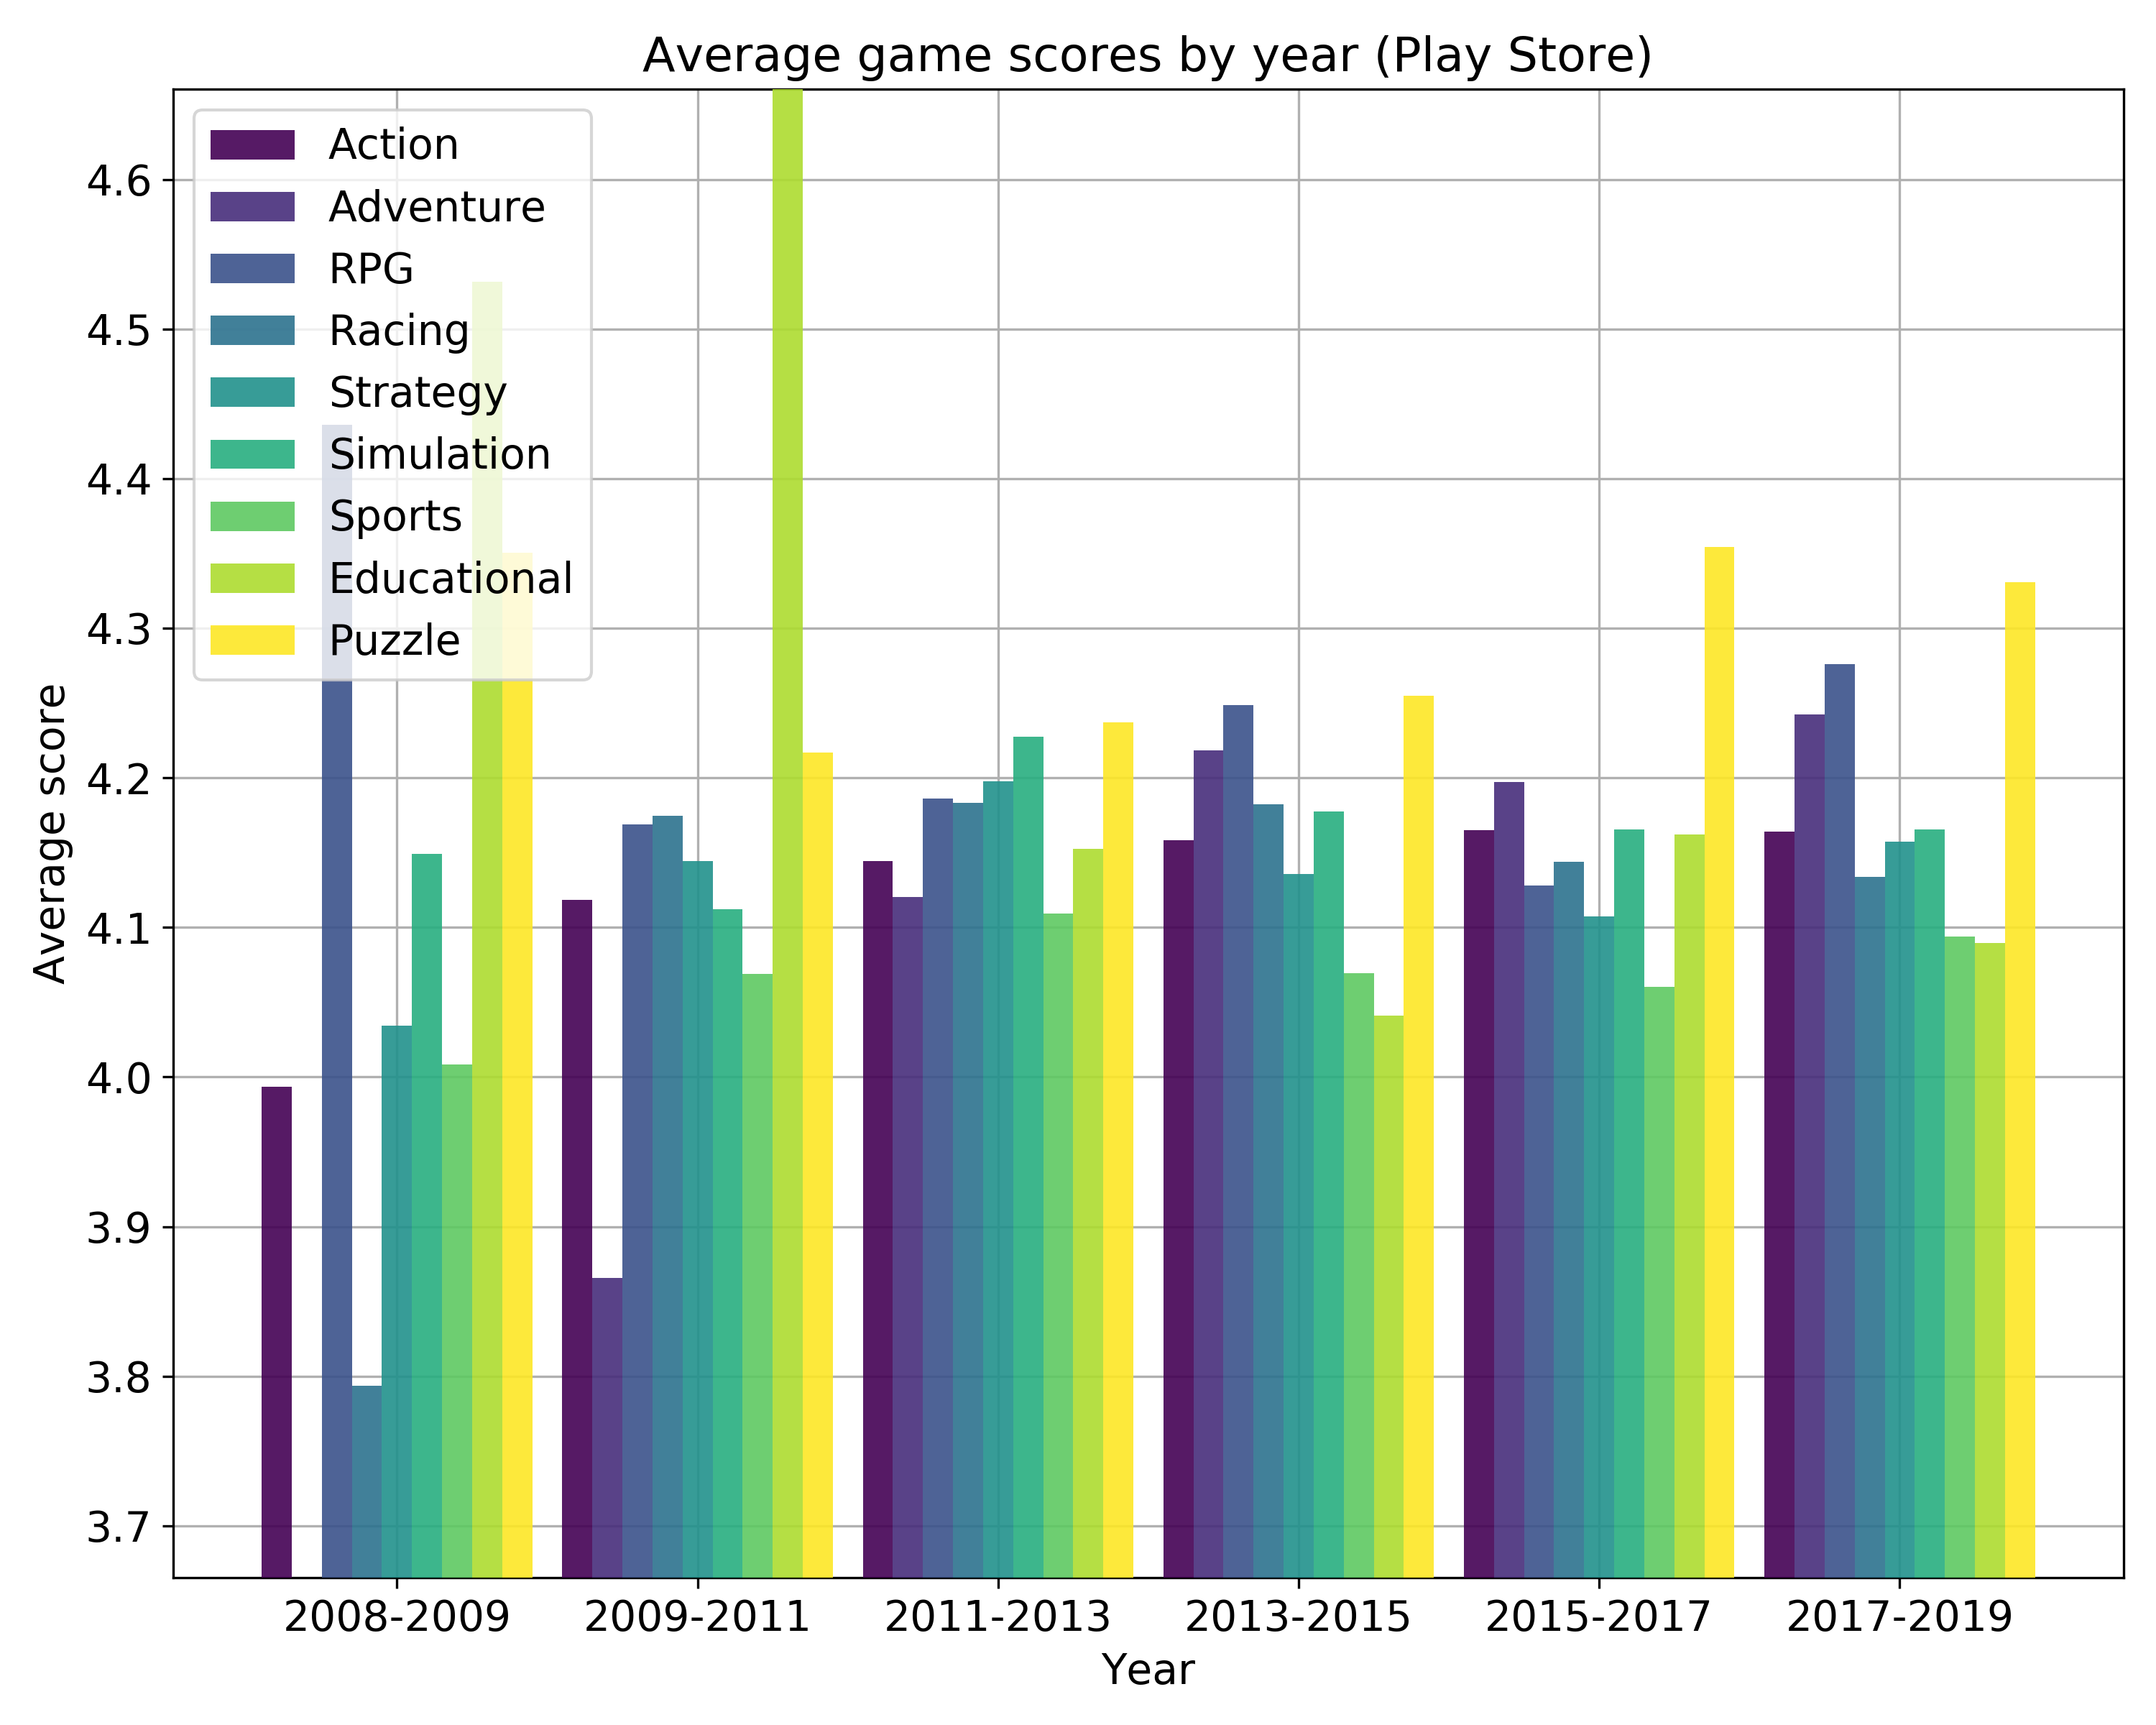 Average game scores by year (Play Store)
Action
Adventure
RPG
Racing
Strategy
Simulation
Sports
Educational
Puzzle
4.6
4.5
4.4
4.3
4.2
4.1
4.0
3.9
3.8
3.7
Average score
2008-2009 2009-2011 2011-2013 2013-2015 2015-2017 2017-2019
Year